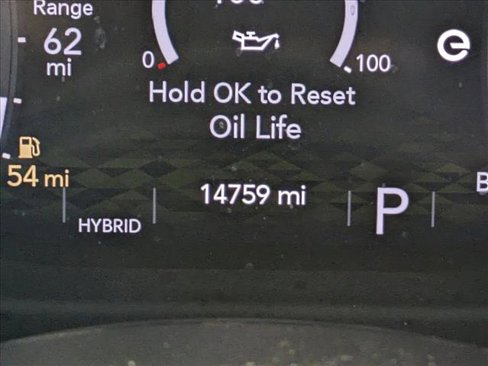 Range
62
mi
0
100
e
Hold OK to Reset
Oil Life
54 mi
HYBRID
14759 mi
P